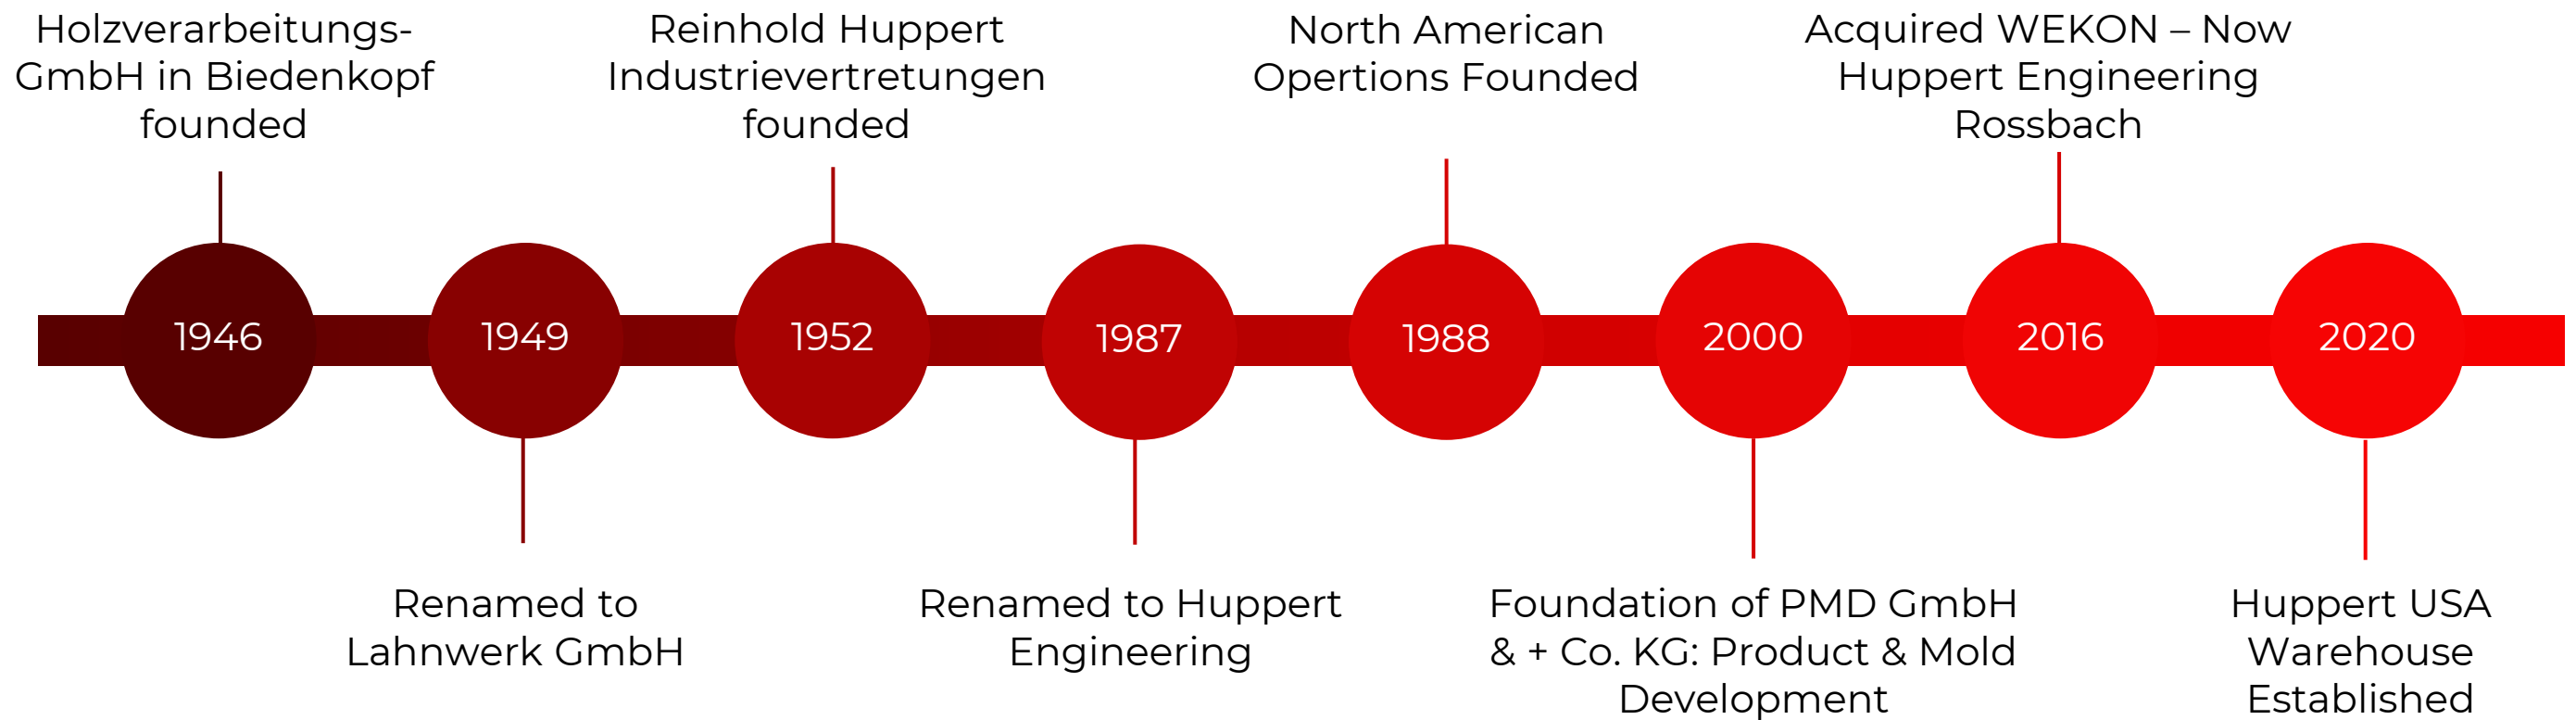 Holzverarbeitungs-
GmbH in Biedenkopf
founded
Reinhold Huppert
Industrievertretungen
founded
North American
Opertions Founded
Acquired WEKON – Now
Huppert Engineering
Rossbach
1946
1949
1952
1987
1988
2000
2016
2020
Renamed to
Lahnwerk GmbH
Renamed to Huppert
Engineering
Foundation of PMD GmbH
& + Co. KG: Product & Mold
Development
Huppert USA
Warehouse
Established